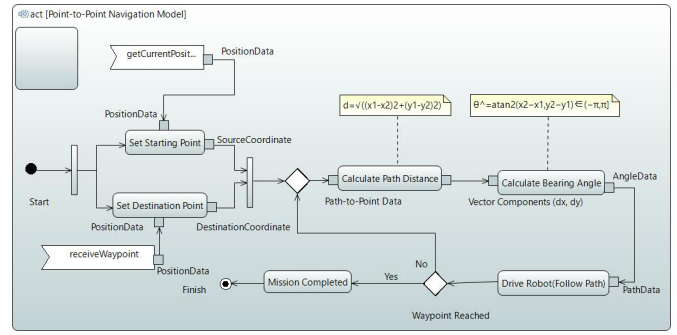 act [Point-to-Point Navigation Model]
getCurrentPosit...
PositionData
d=√((x1-x2)2+(y1-y2)2)
θ^=atan2(x2−x1,y2−y1)∈(−π,π]
PositionData
Set Starting Point
SourceCoordinate
Calculate Path Distance
Calculate Bearing Angle
AngleData
Start
Set Destination Point
Path-to-Point Data
Vector Components (dx, dy)
PositionData
DestinationCoordinate
receiveWaypoint
PositionData
No
Yes
Finish
Mission Completed
Drive Robot(Follow Path)
PathData
Waypoint Reached